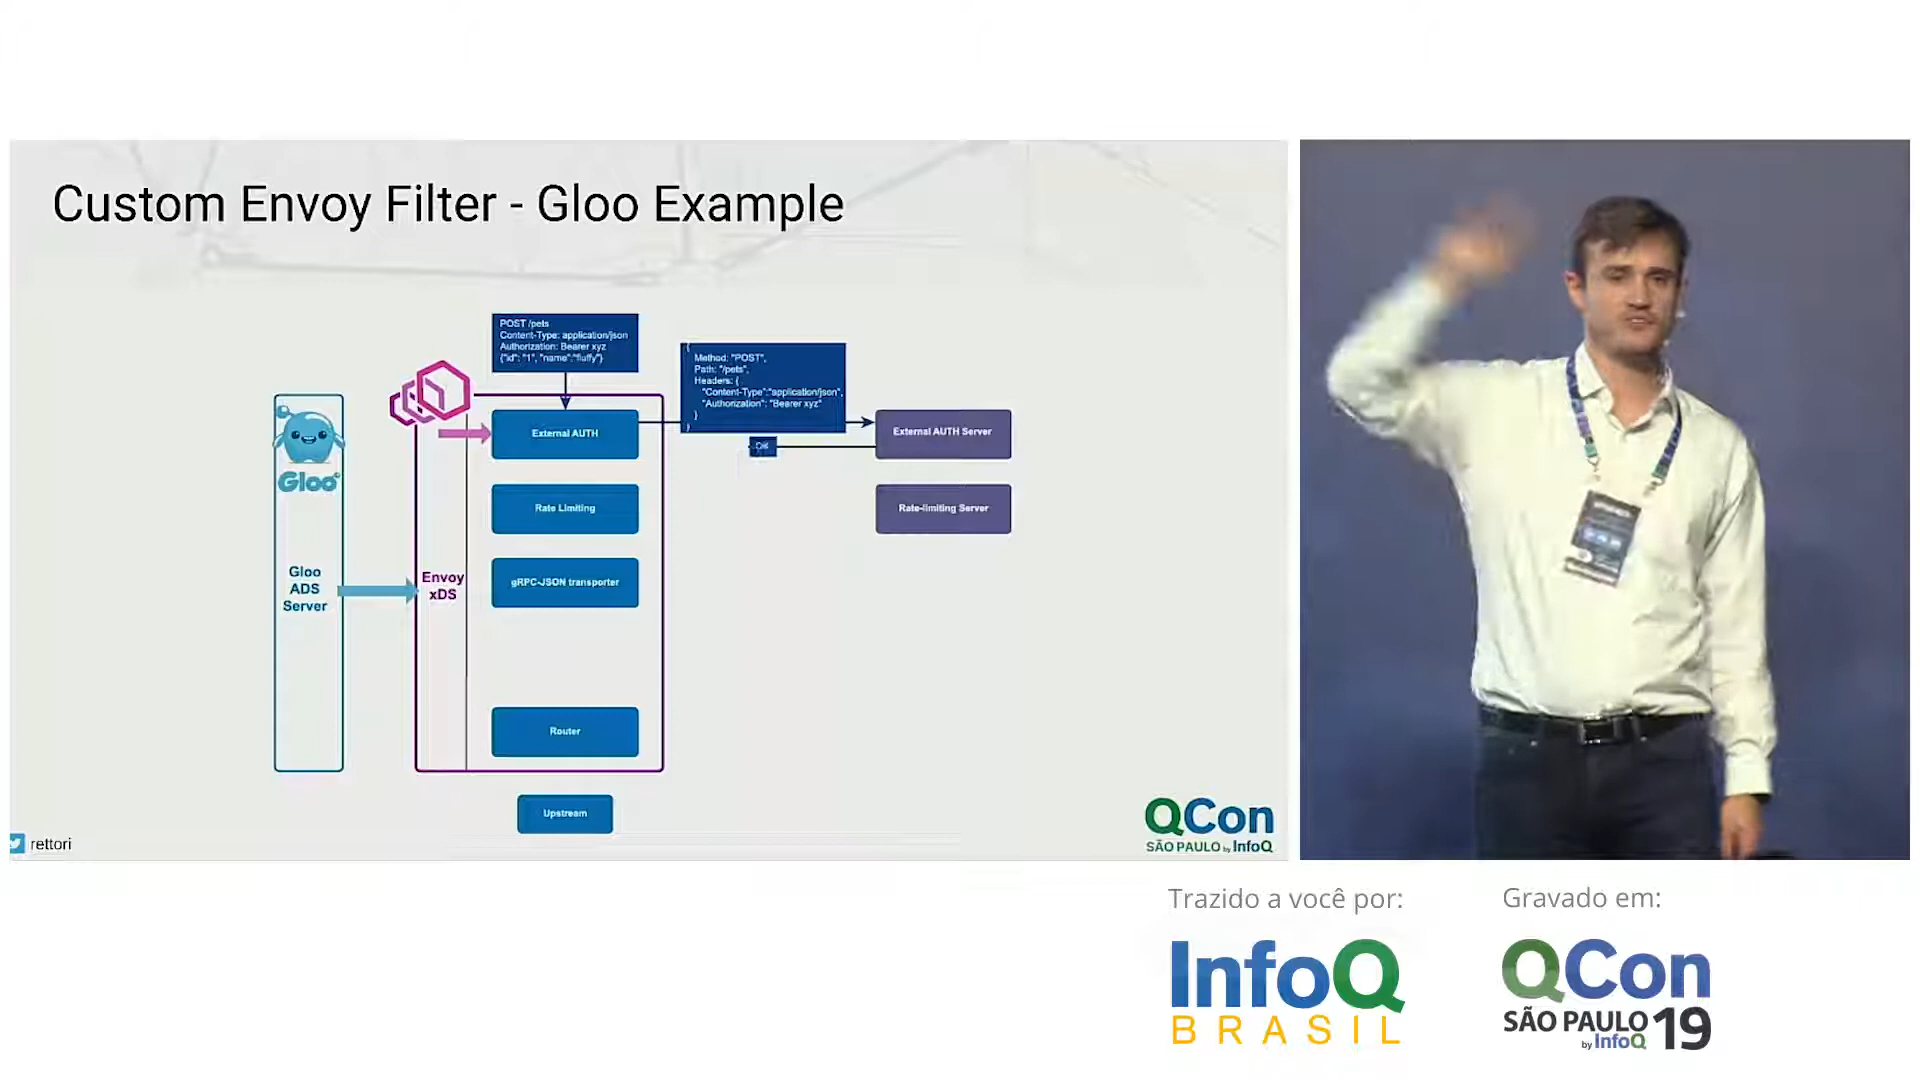 Custom Envoy Filter - Gloo Example
POST /pets
Content-Type: application/json
Authorization: Bearer xyz
{"id": "1", "name":"fluffy"}
{
Method: "POST",
Path: "/pets",
Headers: {
"Content-Type":"application/json",
"Authorization": "Bearer xyz"
}
}
External AUTH
External AUTH Server
OK
Gloo
Rate Limiting
Rate-limiting Server
Gloo
ADS
Server
Envoy
xDS
gRPC-JSON transporter
Router
Upstream
rettori
QCon
SÃO PAULO by InfoQ
Trazido a você por:
InfoQ
BRASIL
Gravado em:
QCon
SÃO PAULO 19
by InfoQ